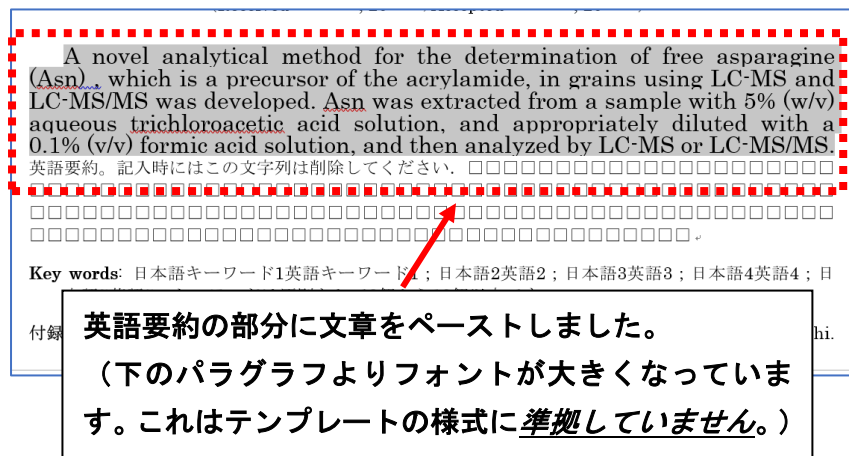 A novel analytical method for the determination of free asparagine
(Asn) , which is a precursor of the acrylamide, in grains using LC-MS and
LC-MS/MS was developed. Asn was extracted from a sample with 5% (w/v)
aqueous trichloroacetic acid solution, and appropriately diluted with a
0.1% (v/v) formic acid solution, and then analyzed by LC-MS or LC-MS/MS.
英語要約。記入時にはこの文字列は削除してください．□□□□□□□□□□□□□□□□□□□□□
□□□□□□□□□□□□□□□□□□□□□□□□□□□□□□□□□□□□□□□□□□□□□□
□□□□□□□□□□□□□□□□□□□□□□□□□□□□□□□□□□□□□□□□□□□□□□
□□□□□□□□□□□□□□□□□□□□□□□□□□□□□□□□□□□□□□.
Key words: 日本語キーワード1英語キーワード1；日本語2英語2；日本語3英語3；日本語4英語4；日
付録
hi.
英語要約の部分に文章をペーストしました。
（下のパラグラフよりフォントが大きくなっていま
す。これはテンプレートの様式に準拠していません。）